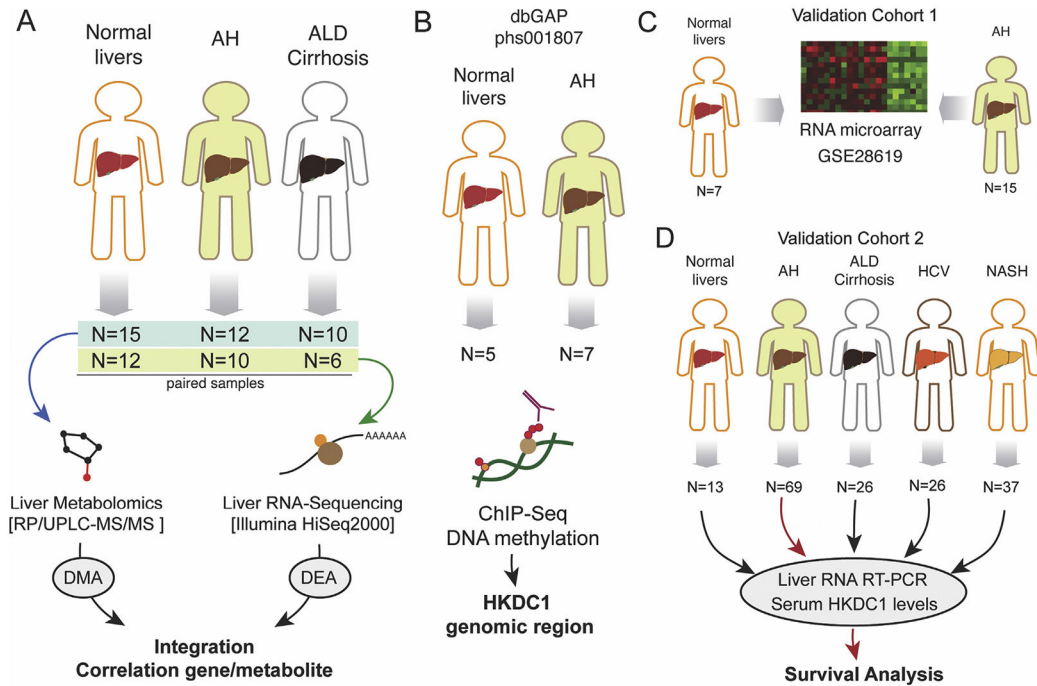 A
Normal
livers
AH
ALD
Cirrhosis
N=15
N=12
N=10
N=12
N=10
N=6
paired samples
AAAAAA
Liver Metabolomics
[RP/UPLC-MS/MS ]
Liver RNA-Sequencing
[Illumina HiSeq2000]
DMA
DEA
Integration
Correlation gene/metabolite
B
dbGAP
phs001807
Normal
livers
AH
N=5
N=7
ChIP-Seq
DNA methylation
HKDC1
genomic region
C
Validation Cohort 1
Normal
livers
AH
RNA microarray
GSE28619
N=7
N=15
D
Validation Cohort 2
Normal
livers
AH
ALD
Cirrhosis
HCV
NASH
N=13
N=69
N=26
N=26
N=37
Liver RNA RT-PCR
Serum HKDC1 levels
Survival Analysis